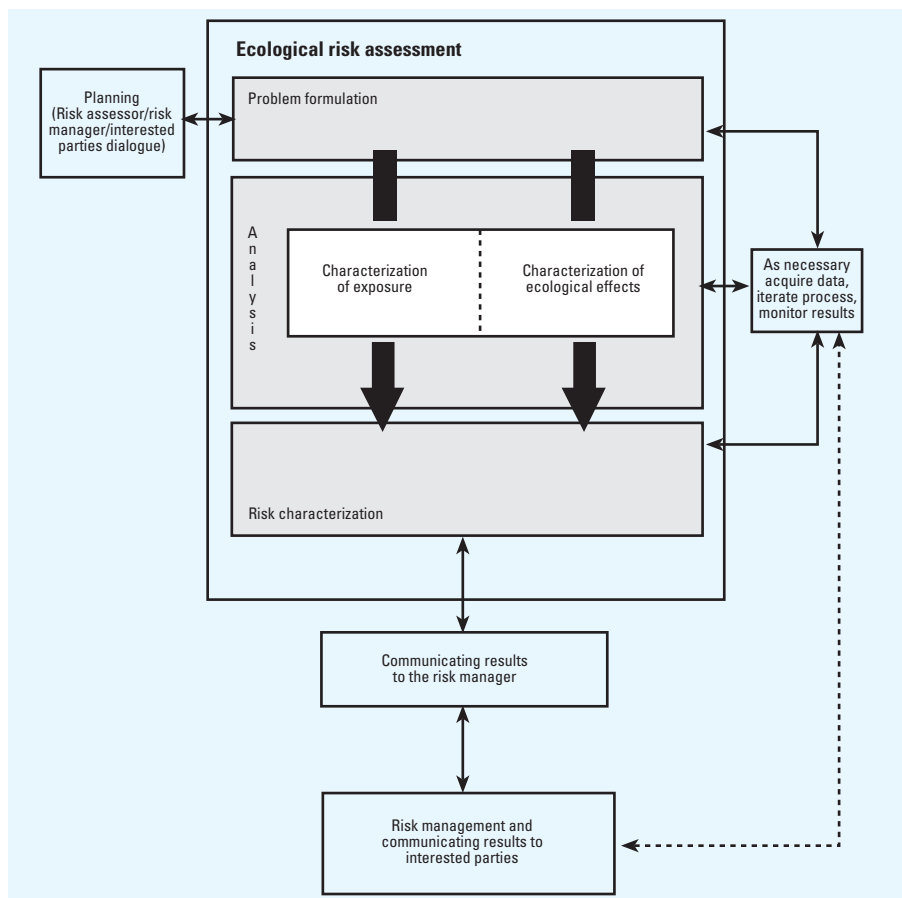 Ecological risk assessment
Planning
(Risk assessor/risk
manager/interested
parties dialogue)
Problem formulation
Analysis
Characterization
of exposure
Characterization of
ecological effects
As necessary
acquire data,
iterate process,
monitor results
Risk characterization
Communicating results
to the risk manager
Risk management and
communicating results to
interested parties